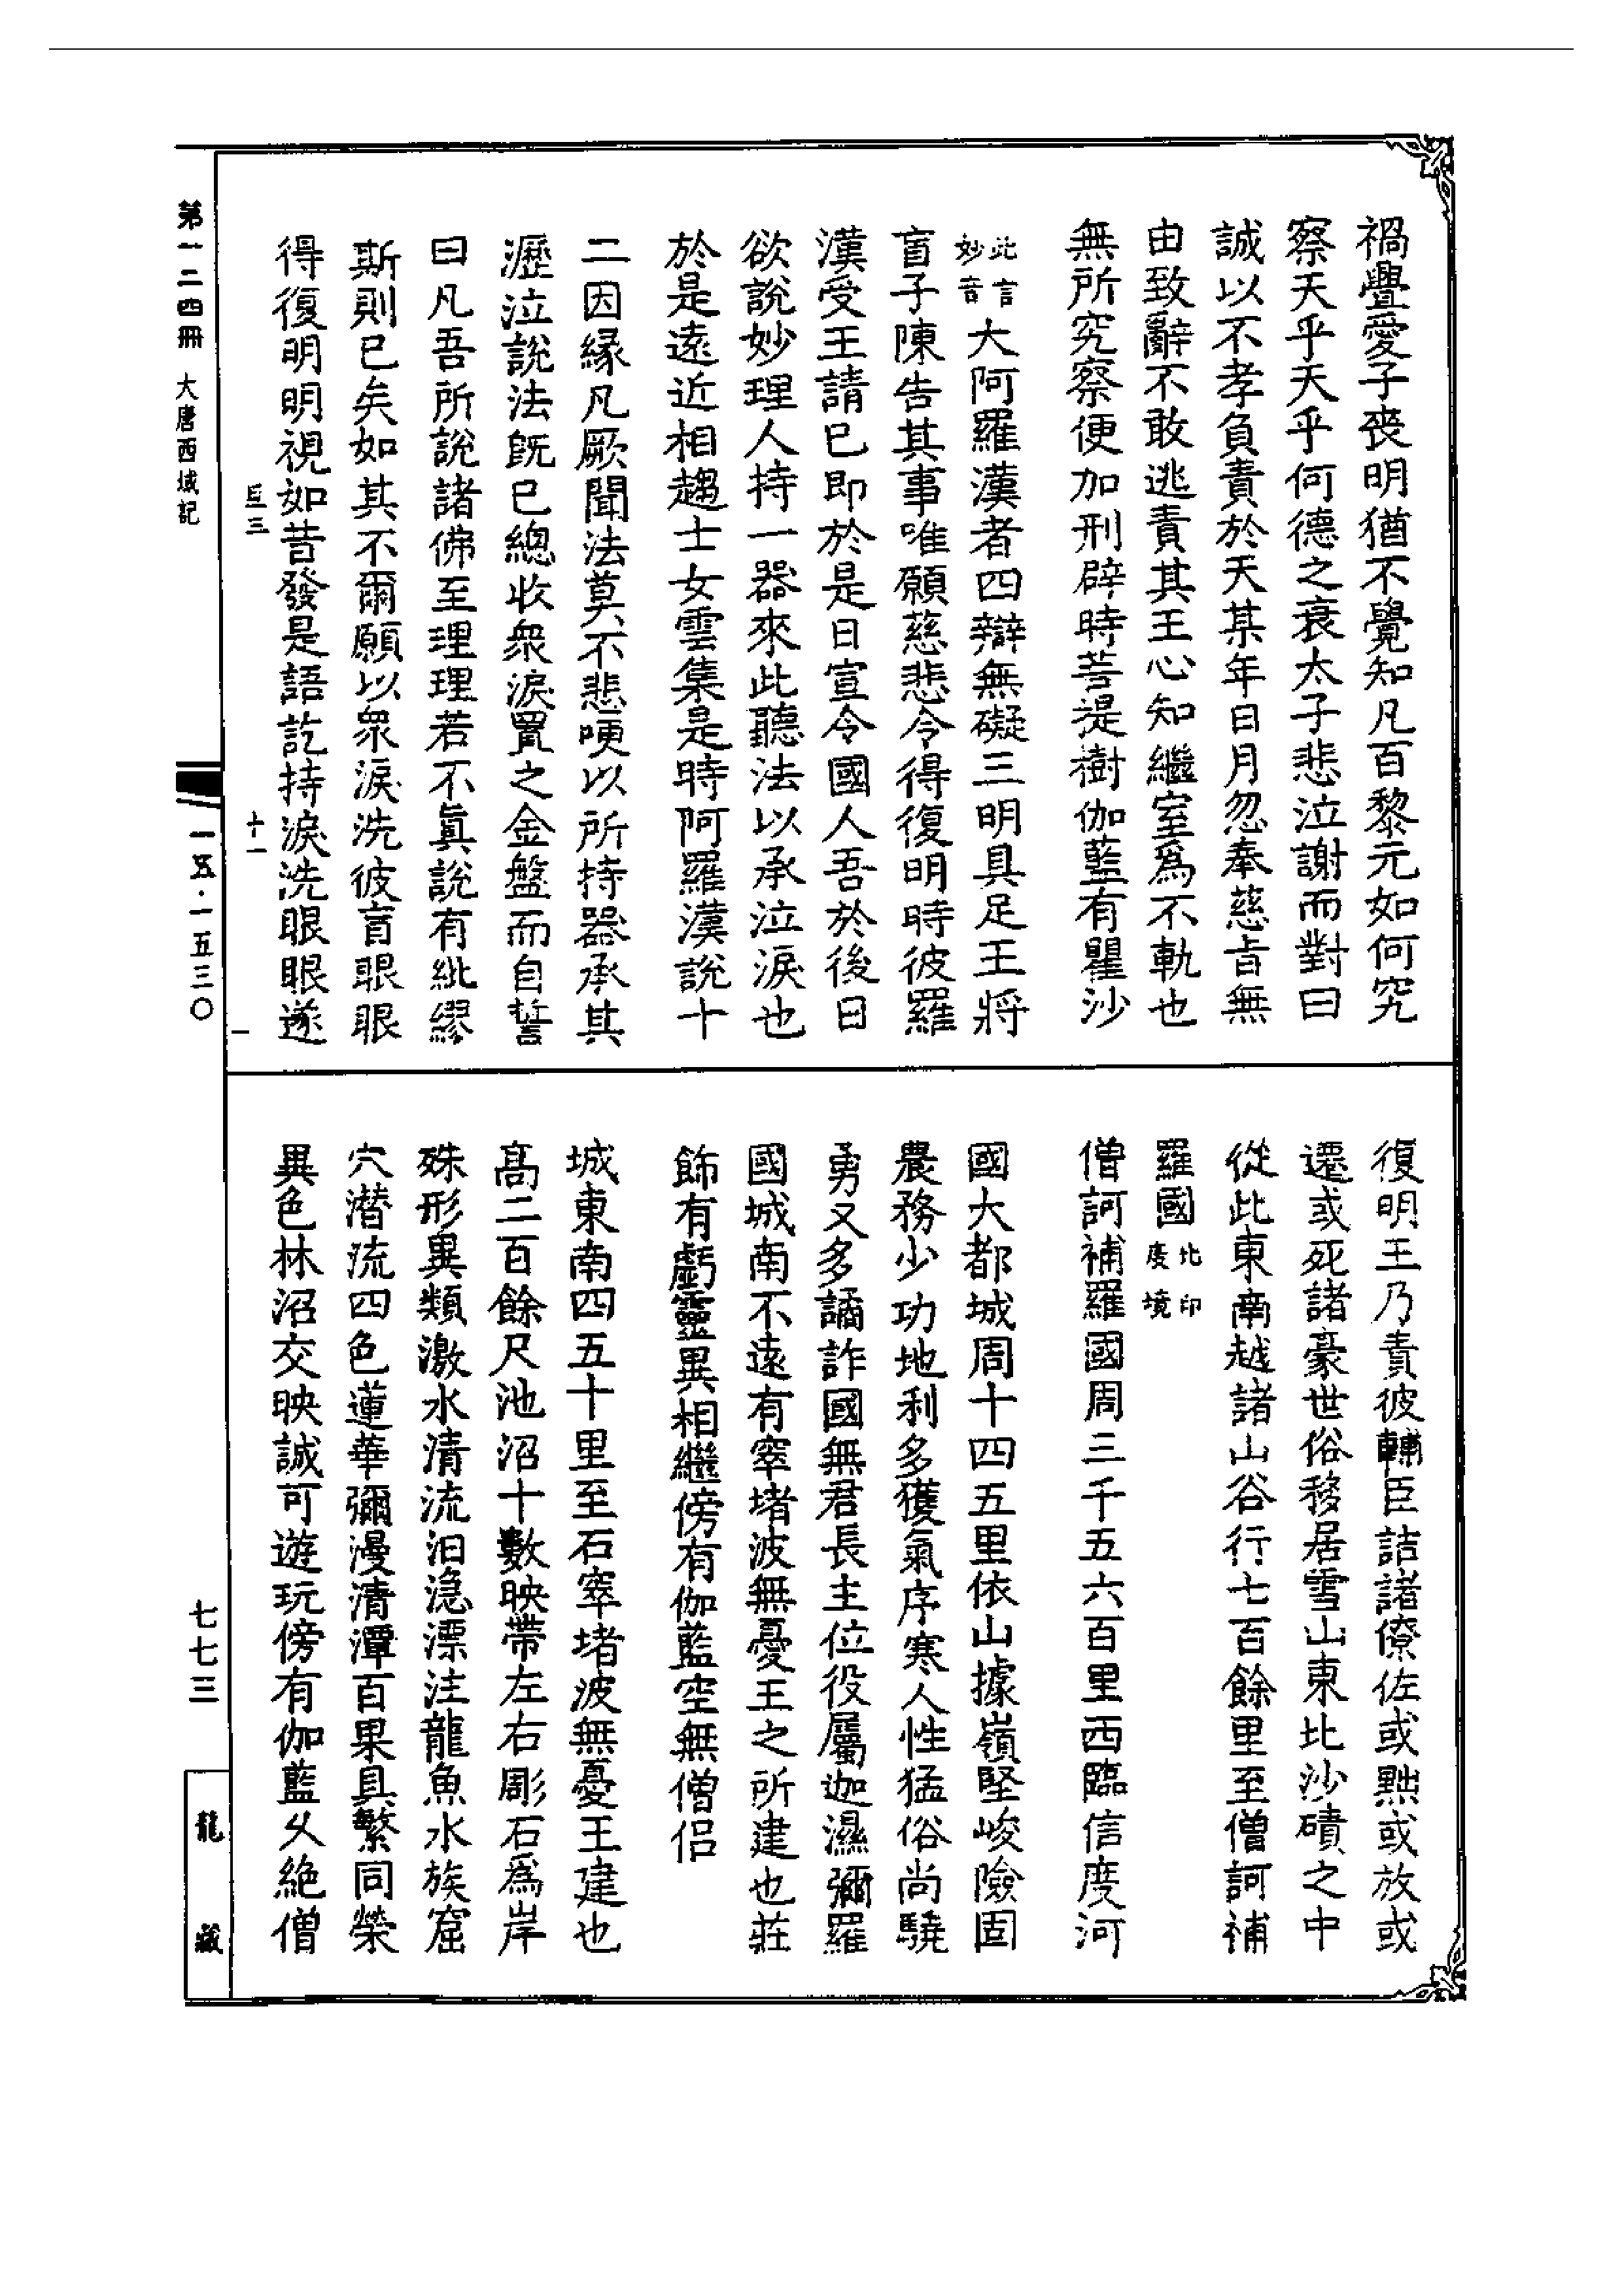 禍舋愛子喪明猶不覺知凡百黎元如何究
察天乎天乎何德之衰太子悲泣謝而對曰
誠以不孝負責於天某年日月忽奉慈旨無
由致辭不敢逃責其王心知繼室爲不軌也
無所究察便加刑辟時菩提樹伽藍有瞿沙
此言妙音大阿羅漢者四辯無礙三明具足王將
盲子陳告其事唯願慈悲令得復明時彼羅
漢受王請已即於是日宣令國人吾於後日
欲說妙理人持一器來此聽法以承泣淚也
於是遠近相趨士女雲集是時阿羅漢說十
二因緣凡厥聞法莫不悲哽以所持器承其
瀝泣說法旣已總收衆淚置之金盤而自誓
曰凡吾所說諸佛至理理若不眞說有紕繆
斯則已矣如其不爾願以衆淚洗彼盲眼眼
得復明明視如昔發是語訖持淚洗眼眼遂
復明王乃責彼輔臣詰諸僚佐或黜或放或
遷或死諸豪世俗移居雪山東北沙磧之中
從此東南越諸山谷行七百餘里至僧訶補
羅國北印度境
僧訶補羅國周三千五六百里西臨信度河
國大都城周十四五里依山據嶺堅峻險固
農務少功地利多獲氣序寒人性猛俗尚驍
勇又多譎詐國無君長主位役屬迦濕彌羅
國城南不遠有窣堵波無憂王之所建也莊
飾有虧靈異相繼傍有伽藍空無僧侶
城東南四五十里至石窣堵波無憂王建也
高二百餘尺池沼十數映帶左右彫石爲岸
殊形異類激水清流汩㴔漂注龍魚水族窟
穴潛流四色蓮華彌漫清潭百果具繁同榮
異色林沼交映誠可遊玩傍有伽藍久絕僧
第一二四冊 大唐西域記
三
十一
一
一五·一五三〇
七七三
龍藏